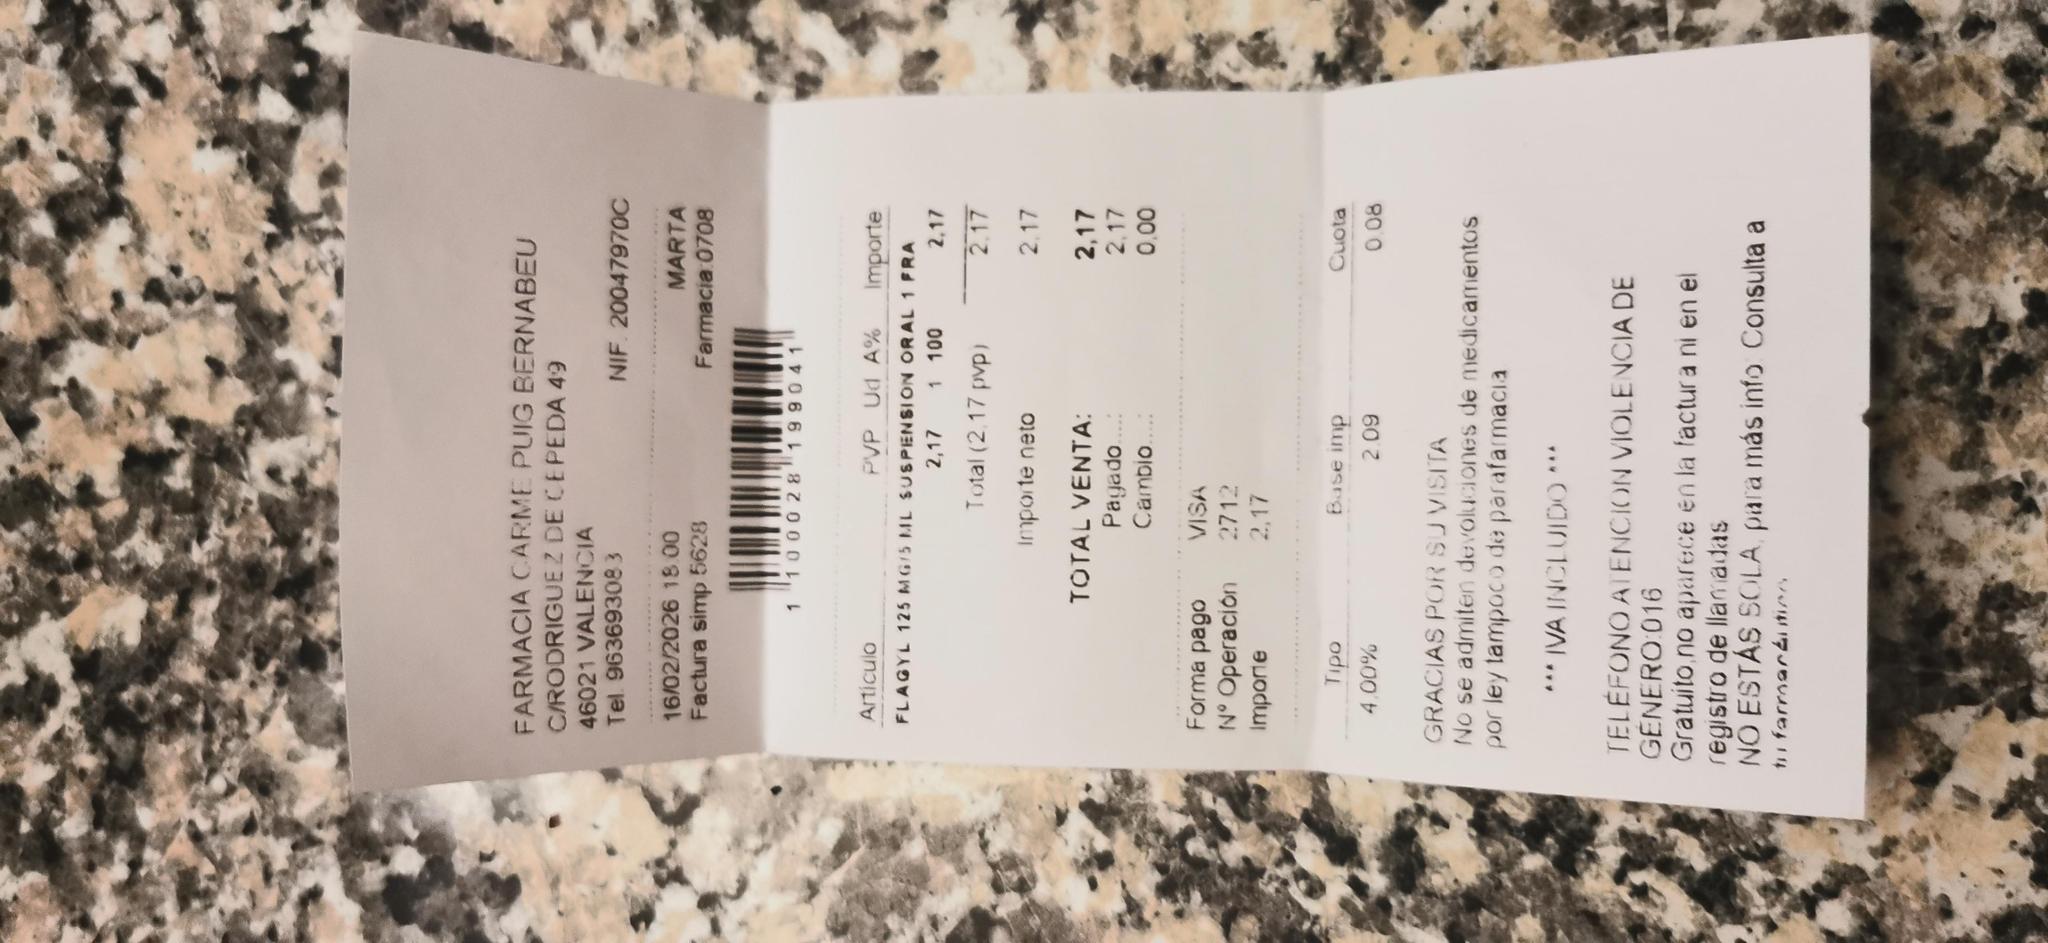 FARMACIA CARME PUIG BERNABEU
C/RODRIGUEZ DE CEPEDA 49
46021 VALENCIA
Tel. 963693083 NIF. 20047970C
16/02/2026 18:00 MARTA
Factura simp 5628 Farmacia:0708
1 100028 199041
Artículo PVP Ud A% Importe
FLAGYL 125 MG/5 ML SUSPENSION ORAL 1 FRA
2,17 1 100 2,17
Total (2,17 pvp) 2,17
Importe neto 2,17
TOTAL VENTA: 2,17
Pagado....: 2,17
Cambio....: 0,00
Forma pago VISA
Nº Operación 2712
Importe 2,17
Tipo Base imp Cuota
4,00% 2,09 0,08
GRACIAS POR SU VISITA
No se admiten devoluciones de medicamentos
por ley tampoco de parafarmacia
*** IVA INCLUIDO ***
TELÉFONO ATENCION VIOLENCIA DE
GÉNERO:016
Gratuito,no aparece en la factura ni en el
registro de llamadas
NO ESTÁS SOLA, para más info: Consulta a